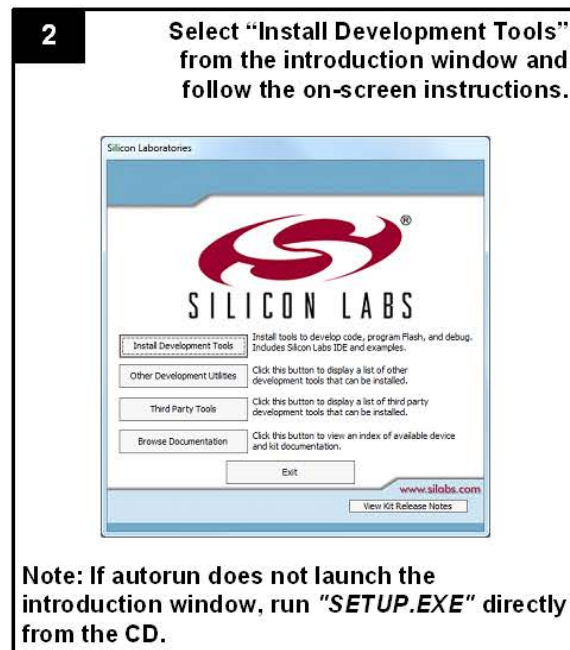 2
Select “Install Development Tools”
from the introduction window and
follow the on-screen instructions.
Silicon Laboratories
®
SILICON LABS
Install Development Tools
Install tools to develop code, program Flash, and debug.
Includes Silicon Labs IDE and examples.
Other Development Utilities
Click this button to display a list of other
development tools that can be installed.
Third Party Tools
Click this button to display a list of third party
development tools that can be installed.
Browse Documentation
Click this button to view an index of available device
and kit documentation.
Exit
www.silabs.com
View Kit Release Notes
Note: If autorun does not launch the
introduction window, run "SETUP.EXE" directly
from the CD.